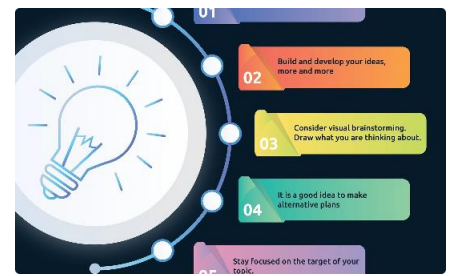 01
02
Build and develop your ideas,
more and more
03
Consider visual brainstorming.
Draw what you are thinking about.
04
It is a good idea to make
alternative plans
05
Stay focused on the target of your
topic.